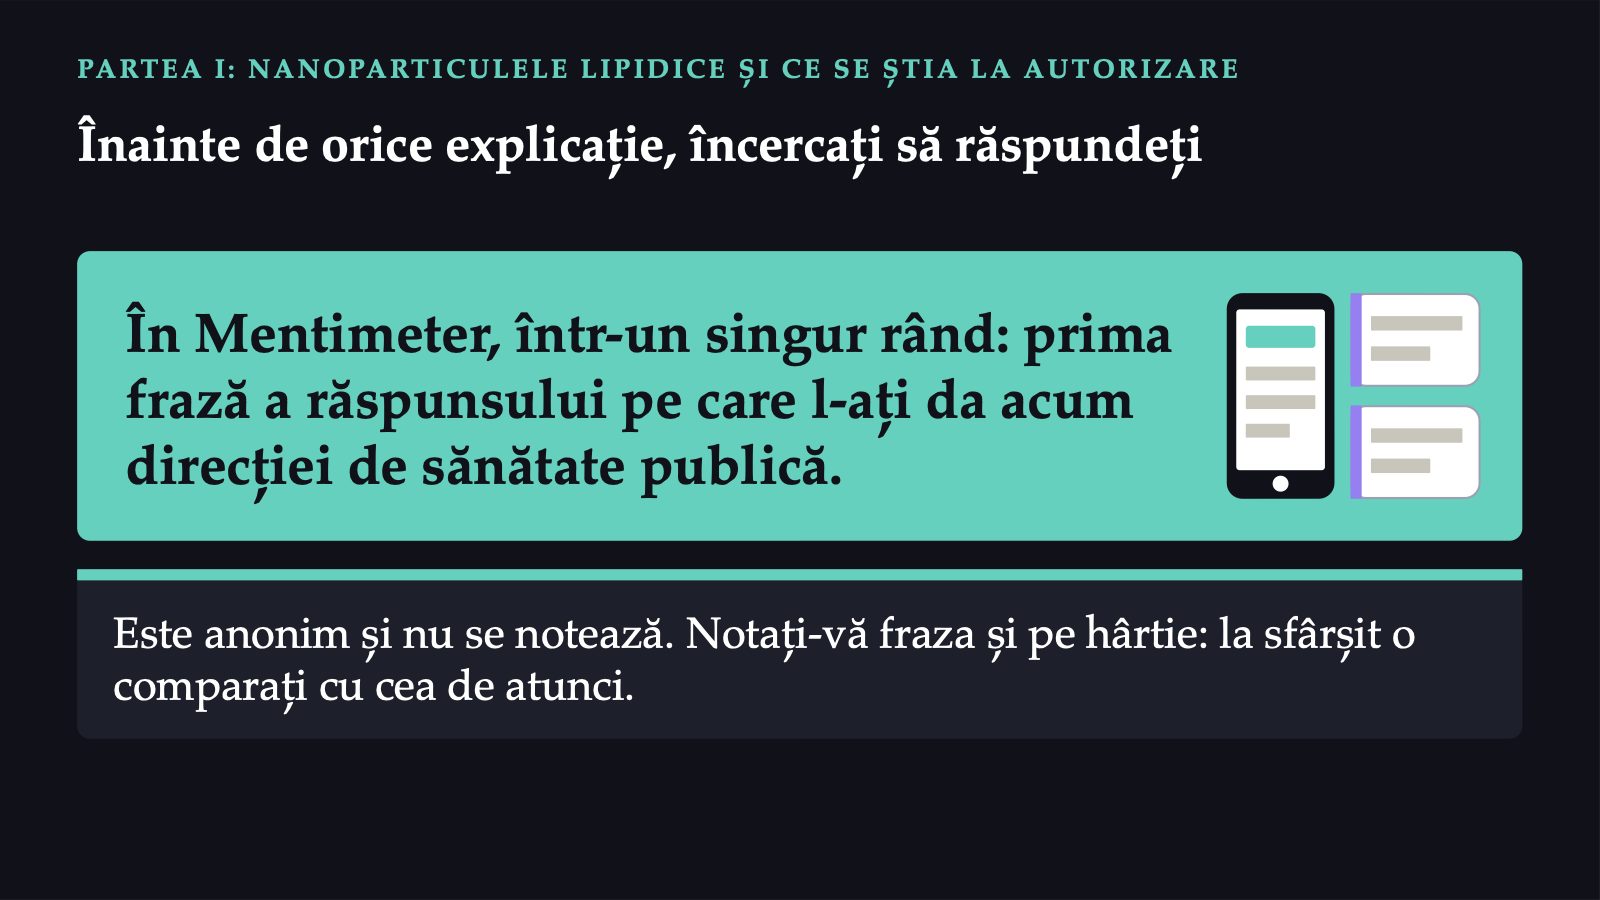 PARTEA I: NANOPARTICULELE LIPIDICE ȘI CE SE ȘTIA LA AUTORIZARE
Înainte de orice explicație, încercați să răspundeți
În Mentimeter, într-un singur rând: prima
frază a răspunsului pe care l-ați da acum
direcției de sănătate publică.
Este anonim și nu se notează. Notați-vă fraza și pe hârtie: la sfârșit o
comparați cu cea de atunci.